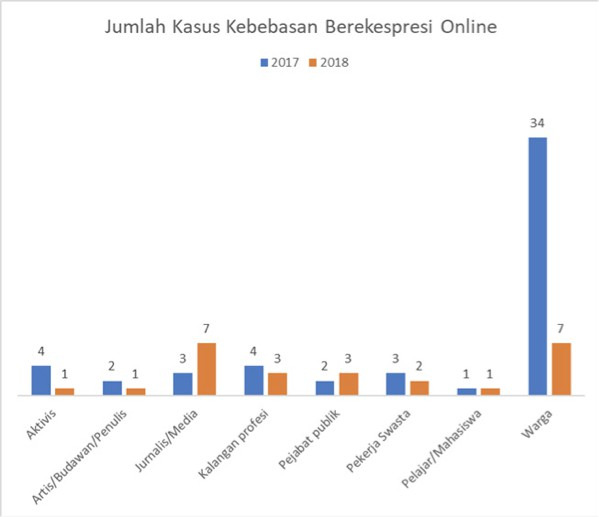 Jumlah Kasus Kebebasan Berekespresi Online
2017 2018
4 1 2 1 3 7 4 3 2 3 3 2 1 1 34 7
Aktivis
Artis/Budawan/Penulis
Jurnalis/Media
Kalangan profesi
Pejabat publik
Pekerja Swasta
Pelajar/Mahasiswa
Warga